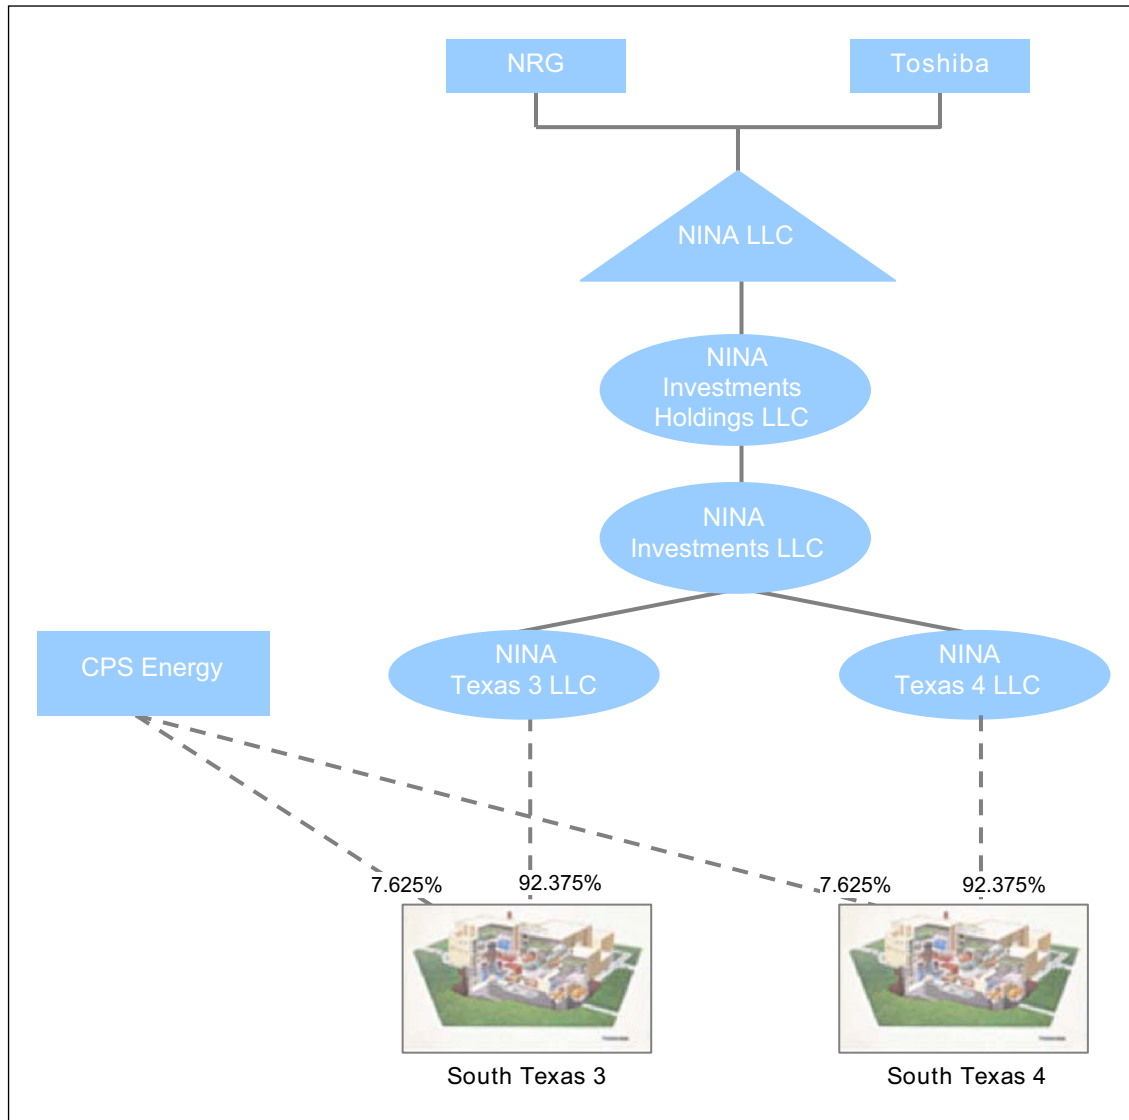 NRG
Toshiba
NINA LLC
NINA
Investments
Holdings LLC
NINA
Investments LLC
CPS Energy
NINA
Texas 3 LLC
NINA
Texas 4 LLC
7.625%
92.375%
7.625%
92.375%
South Texas 3
South Texas 4